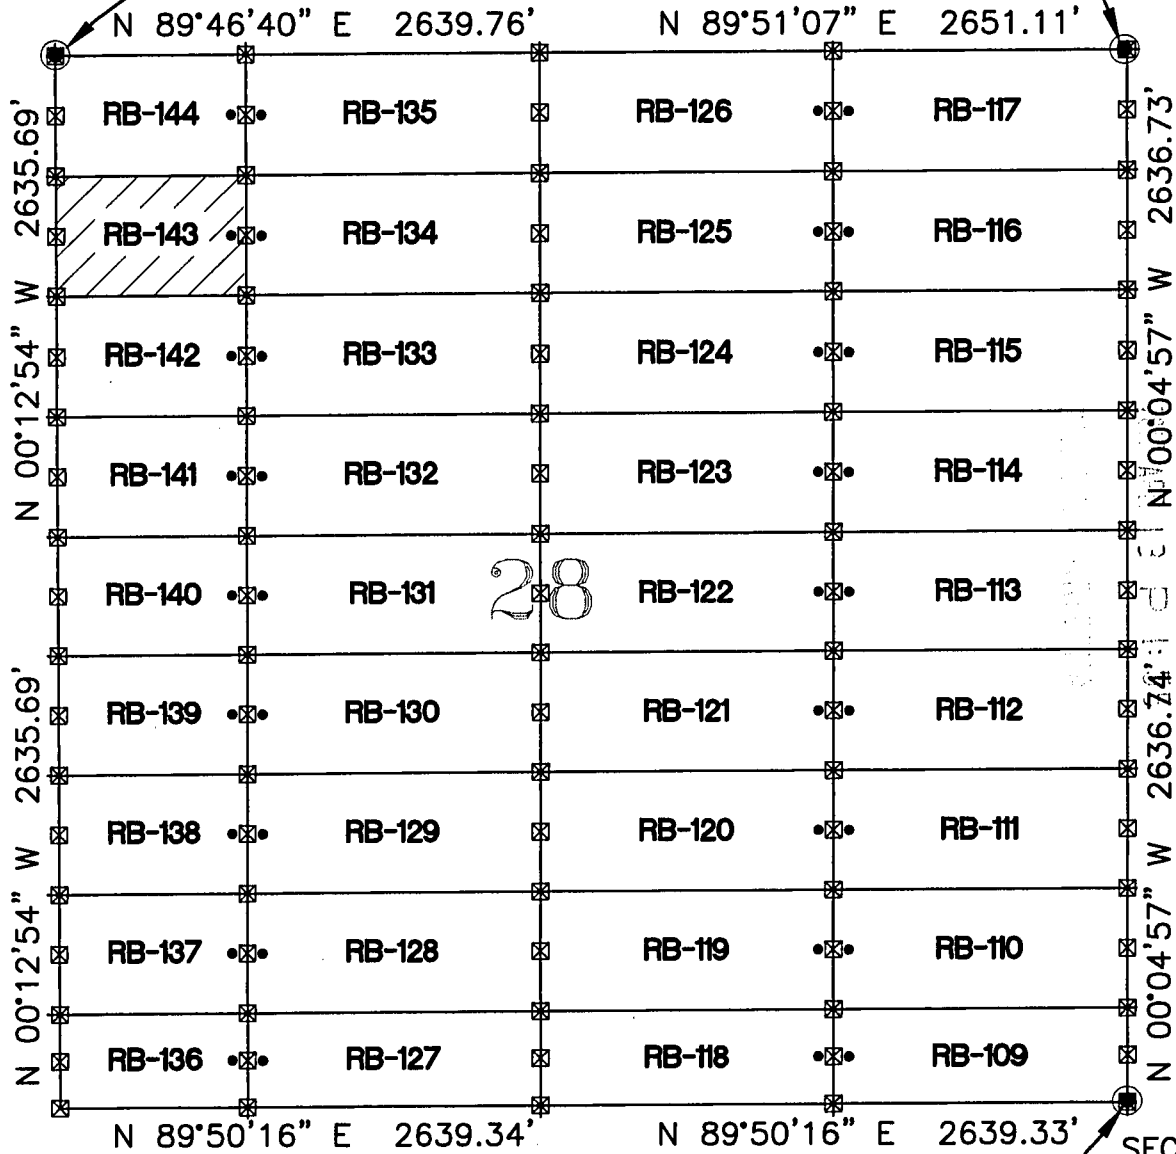 N 89°46'40" E 2639.76' N 89°51'07" E 2651.11'
RB-144 RB-135 RB-126 RB-117
RB-143 RB-134 RB-125 RB-116
RB-142 RB-133 RB-124 RB-115
RB-141 RB-132 RB-123 RB-114
RB-140 RB-131 RB-122 RB-113
28
RB-139 RB-130 RB-121 RB-112
RB-138 RB-129 RB-120 RB-111
RB-137 RB-128 RB-119 RB-110
RB-136 RB-127 RB-118 RB-109
N 00°12'54" W 2635.69'
N 00°12'54" W 2635.69'
N 00°04'57" W 2636.73'
N 00°04'57" W 2636.74'
N 89°50'16" E 2639.34' N 89°50'16" E 2639.33'